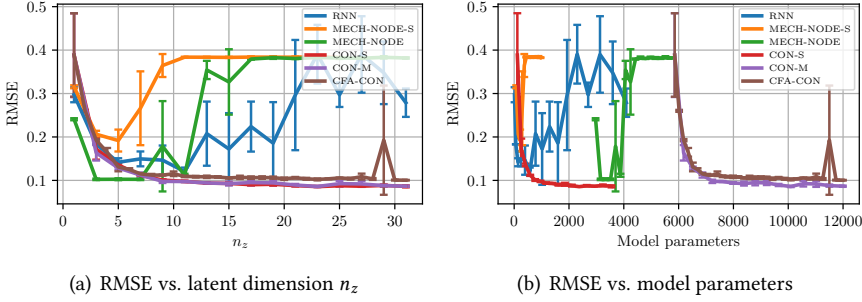 0.5
0.4
0.3
0.2
0.1
RMSE
0
5
10
15
20
25
30
n_z
RNN
MECH-NODE-S
MECH-NODE
CON-S
CON-M
CFA-CON
0.5
0.4
0.3
0.2
0.1
RMSE
0
2000
4000
6000
8000
10000
12000
Model parameters
RNN
MECH-NODE-S
MECH-NODE
CON-S
CON-M
CFA-CON
(a) RMSE vs. latent dimension n_z
(b) RMSE vs. model parameters